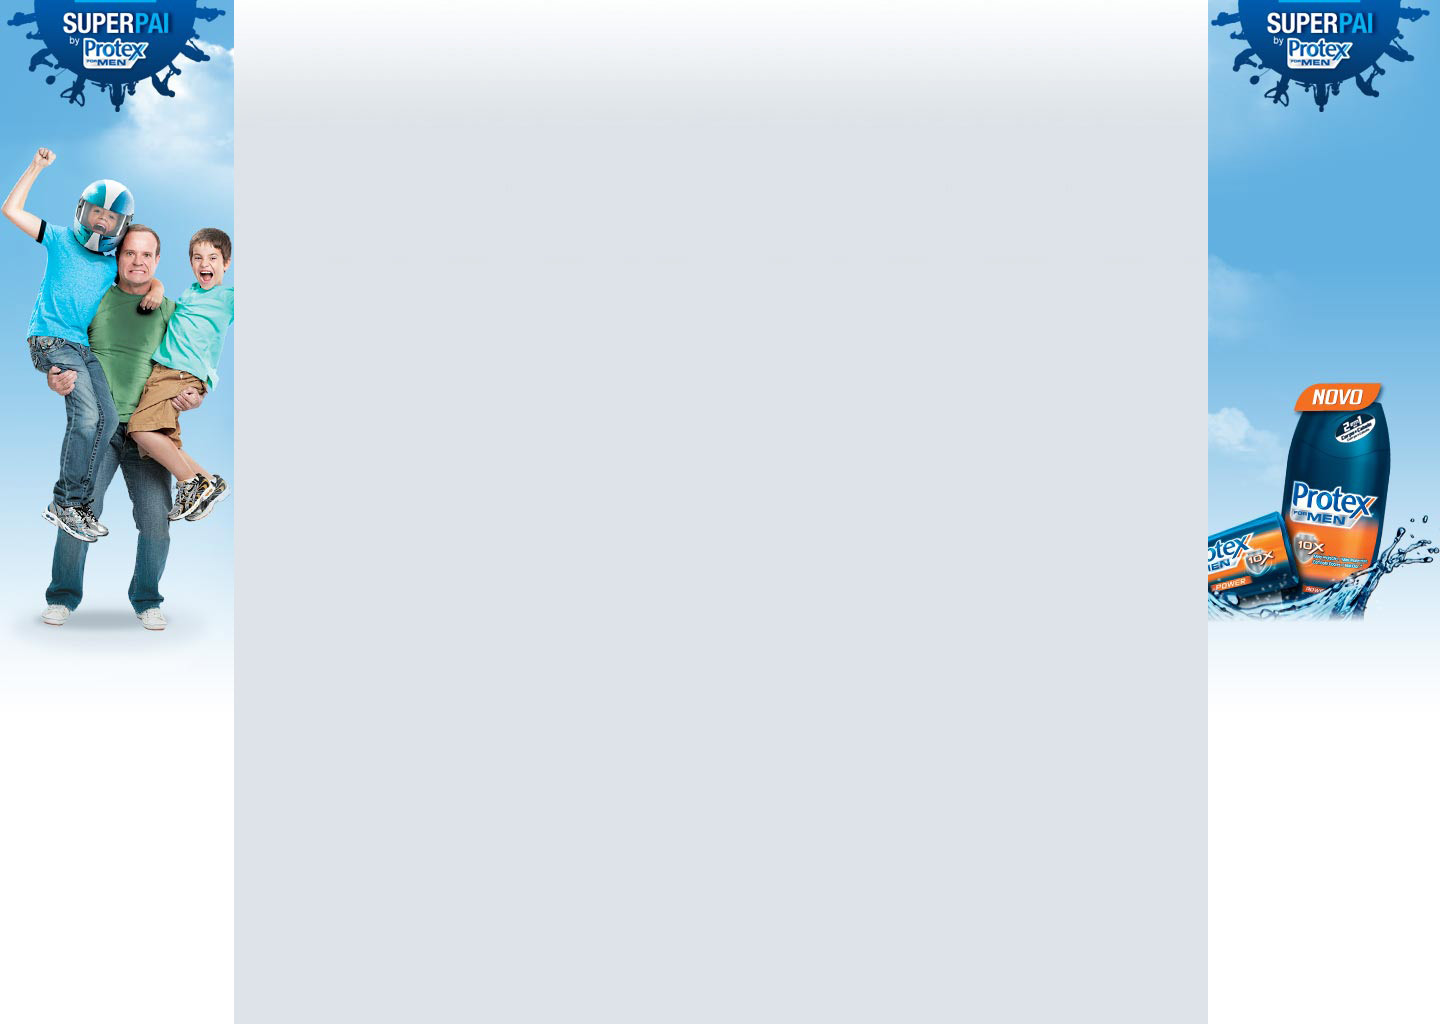 SUPERPAI
by Protex
FOR MEN
SUPERPAI
by Protex
FOR MEN
NOVO
2 em 1
Protex
FOR MEN
10X
otex
EN
10X
POWER